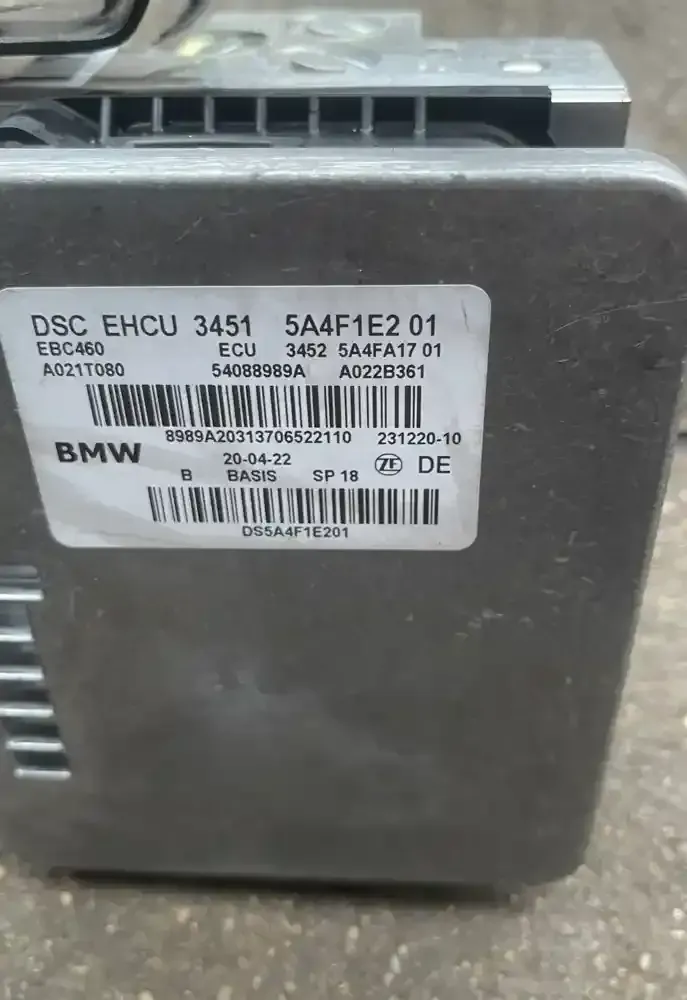 DSC EHCU 3451 5A4F1E2 01
EBC460 ECU 3452 5A4FA17 01
A021T080 54088989A A022B361
8989A20313706522110 231220-10
BMW 20-04-22 ZF DE
B BASIS SP 18
DS5A4F1E201